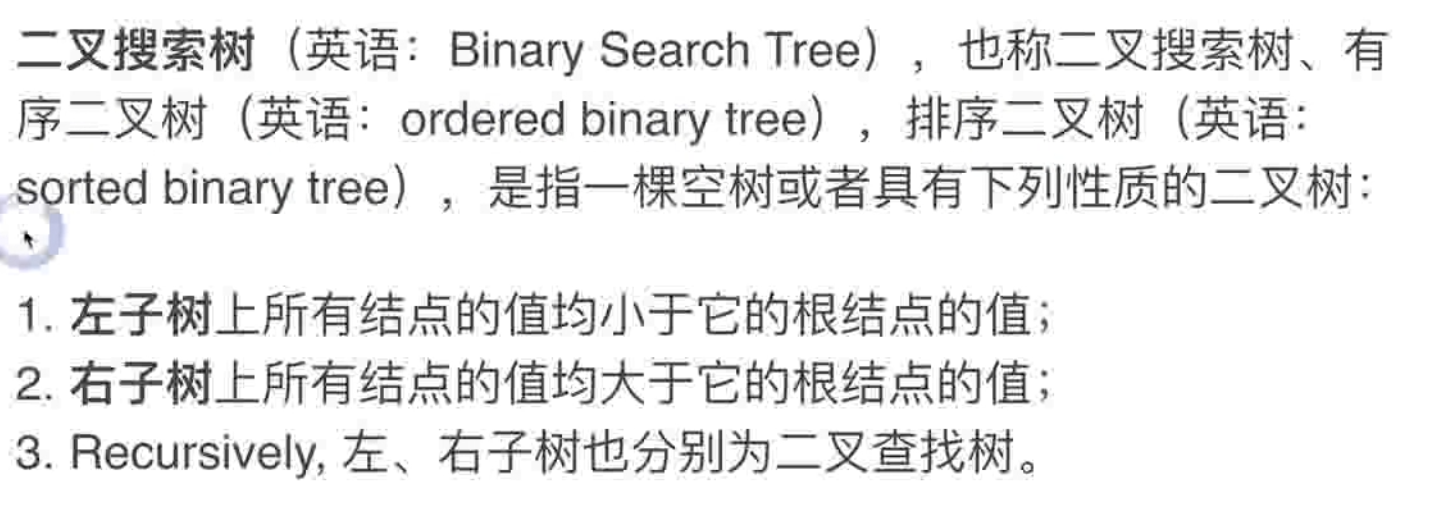 二叉搜索树（英语：Binary Search Tree），也称二叉搜索树、有
序二叉树（英语：ordered binary tree），排序二叉树（英语：
sorted binary tree），是指一棵空树或者具有下列性质的二叉树：
1. 左子树上所有结点的值均小于它的根结点的值；
2. 右子树上所有结点的值均大于它的根结点的值；
3. Recursively, 左、右子树也分别为二叉查找树。